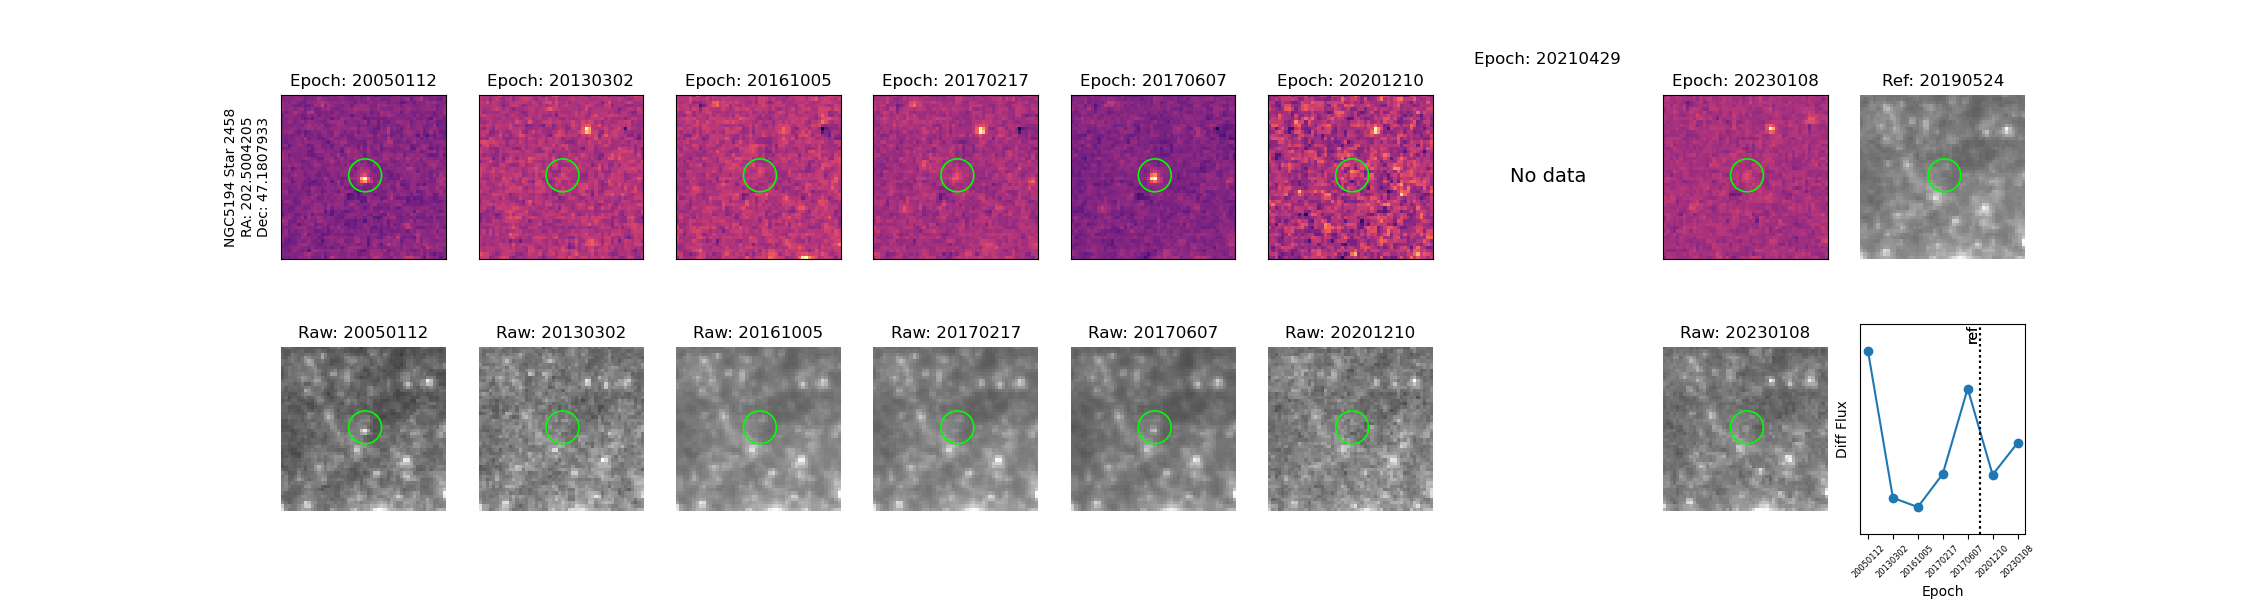 Epoch: 20210429
Epoch: 20050112
Epoch: 20130302
Epoch: 20161005
Epoch: 20170217
Epoch: 20170607
Epoch: 20201210
Epoch: 20230108
Ref: 20190524
NGC5194 Star 2458
RA: 202.5004205
Dec: 47.1807933
No data
Raw: 20050112
Raw: 20130302
Raw: 20161005
Raw: 20170217
Raw: 20170607
Raw: 20201210
Raw: 20230108
ref
Diff Flux
20050112
20130302
20161005
20170217
20170607
20201210
20230108
Epoch